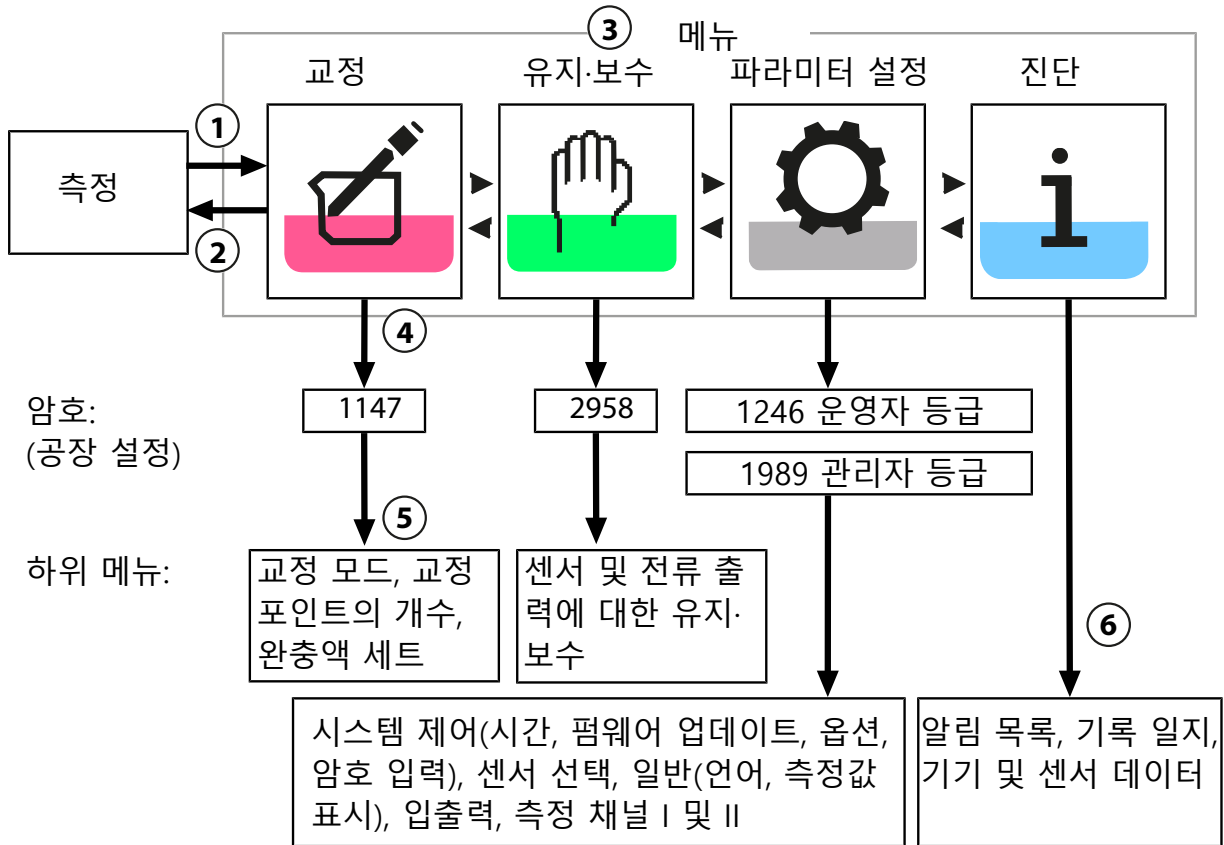 ③ 메뉴
교정 유지·보수 파라미터 설정 진단
①
측정
②
④
암호:
(공장 설정)
1147 2958 1246 운영자 등급
1989 관리자 등급
⑤
하위 메뉴:
교정 모드, 교정
포인트의 개수,
완충액 세트
센서 및 전류 출
력에 대한 유지·
보수
⑥
시스템 제어(시간, 펌웨어 업데이트, 옵션,
암호 입력), 센서 선택, 일반(언어, 측정값
표시), 입출력, 측정 채널 I 및 II
알림 목록, 기록 일지,
기기 및 센서 데이터